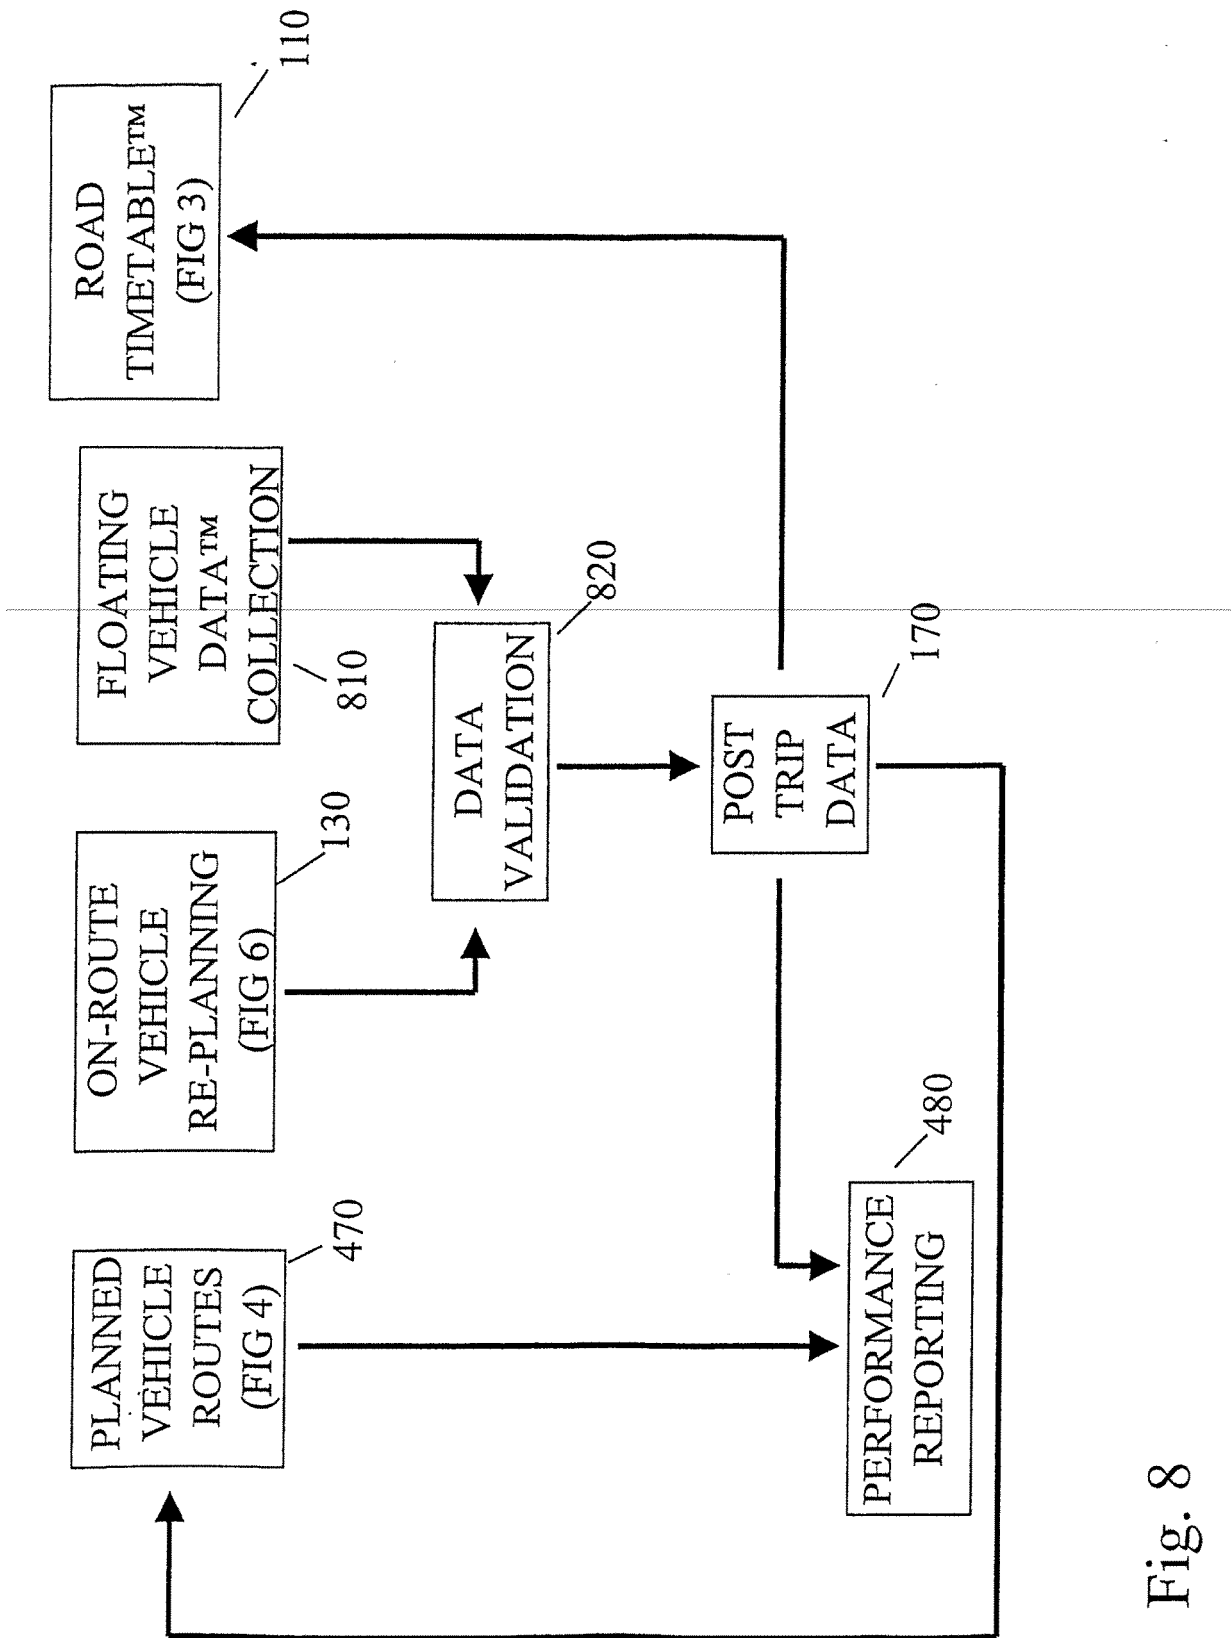 PLANNED
VEHICLE
ROUTES
(FIG 4)
470
ON-ROUTE
VEHICLE
RE-PLANNING
(FIG 6)
130
FLOATING
VEHICLE
DATA™
COLLECTION
810
ROAD
TIMETABLE™
(FIG 3)
110
DATA
VALIDATION
820
POST
TRIP
DATA
170
PERFORMANCE
REPORTING
480
Fig. 8